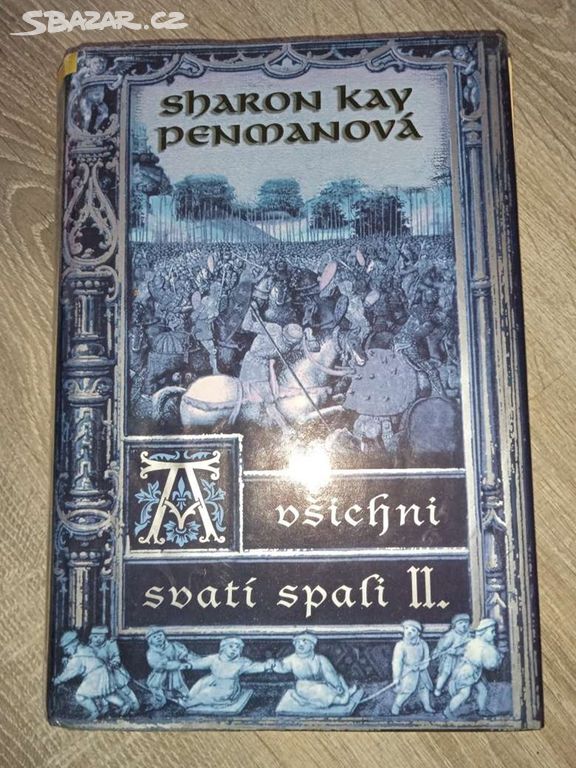 SBAZAR.CZ
Sharon Kay
Penmanová
A všichni
svatí spali II.